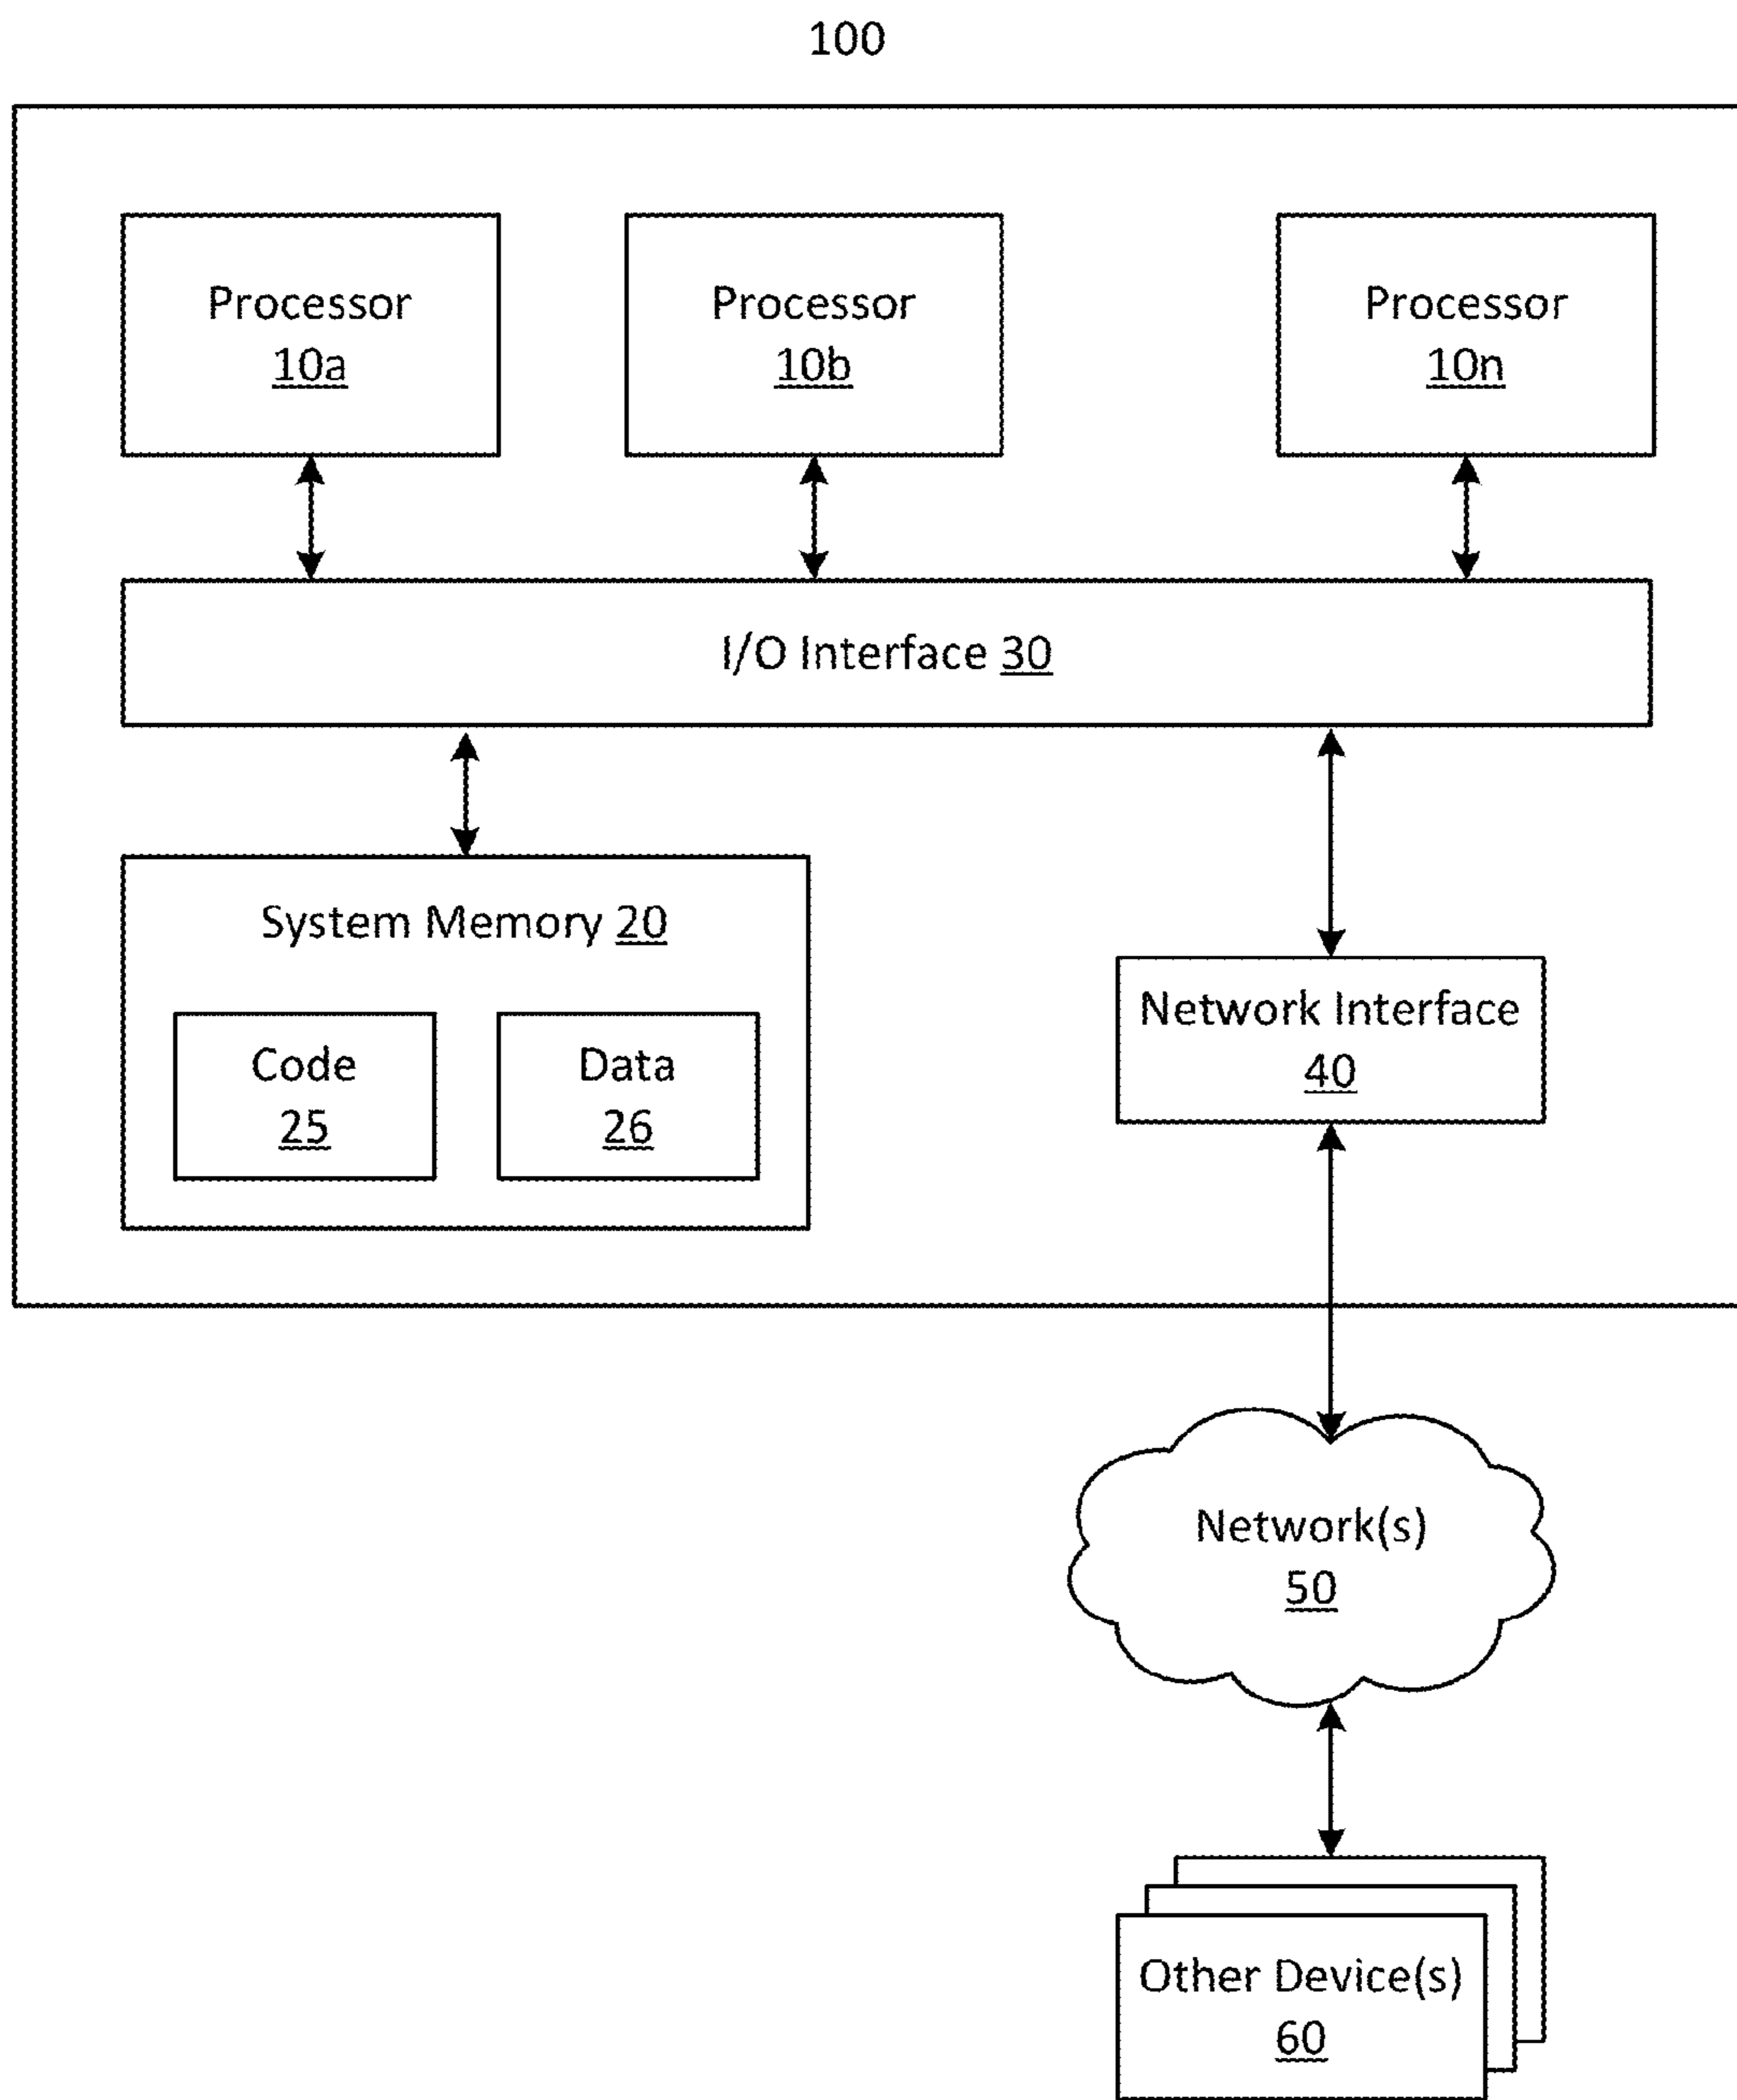 100
Processor
10a
Processor
10b
Processor
10n
I/O Interface 30
System Memory 20
Code
25
Data
26
Network Interface
40
Network(s)
50
Other Device(s)
60